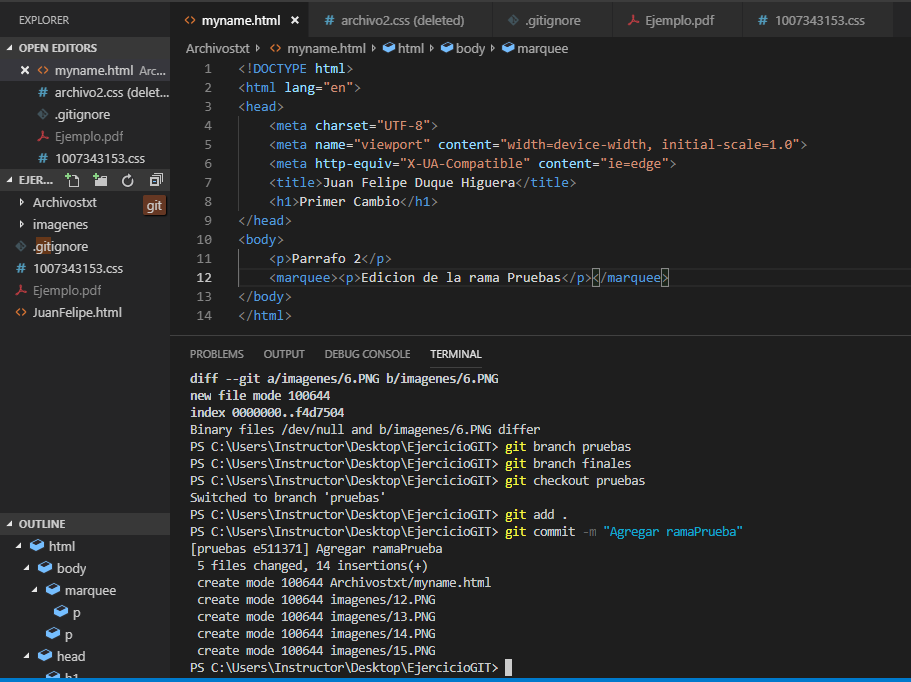 EXPLORER
OPEN EDITORS
myname.html Arc...
archivo2.css (delet...
.gitignore
Ejemplo.pdf
1007343153.css
EJER...
Archivostxt
git
imagenes
.gitignore
1007343153.css
Ejemplo.pdf
JuanFelipe.html
OUTLINE
html
body
marquee
p
p
head
h1
myname.html
archivo2.css (deleted)
.gitignore
Ejemplo.pdf
1007343153.css
Archivostxt myname.html html body marquee
1 <!DOCTYPE html>
2 <html lang="en">
3 <head>
4 <meta charset="UTF-8">
5 <meta name="viewport" content="width=device-width, initial-scale=1.0">
6 <meta http-equiv="X-UA-Compatible" content="ie=edge">
7 <title>Juan Felipe Duque Higuera</title>
8 <h1>Primer Cambio</h1>
9 </head>
10 <body>
11 <p>Parrafo 2</p>
12 <marquee><p>Edicion de la rama Pruebas</p></marquee>
13 </body>
14 </html>
PROBLEMS OUTPUT DEBUG CONSOLE TERMINAL
diff --git a/imagenes/6.PNG b/imagenes/6.PNG
new file mode 100644
index 0000000..f4d7504
Binary files /dev/null and b/imagenes/6.PNG differ
PS C:\Users\Instructor\Desktop\EjercicioGIT> git branch pruebas
PS C:\Users\Instructor\Desktop\EjercicioGIT> git branch finales
PS C:\Users\Instructor\Desktop\EjercicioGIT> git checkout pruebas
Switched to branch 'pruebas'
PS C:\Users\Instructor\Desktop\EjercicioGIT> git add .
PS C:\Users\Instructor\Desktop\EjercicioGIT> git commit -m "Agregar ramaPrueba"
[pruebas e511371] Agregar ramaPrueba
5 files changed, 14 insertions(+)
create mode 100644 Archivostxt/myname.html
create mode 100644 imagenes/12.PNG
create mode 100644 imagenes/13.PNG
create mode 100644 imagenes/14.PNG
create mode 100644 imagenes/15.PNG
PS C:\Users\Instructor\Desktop\EjercicioGIT>